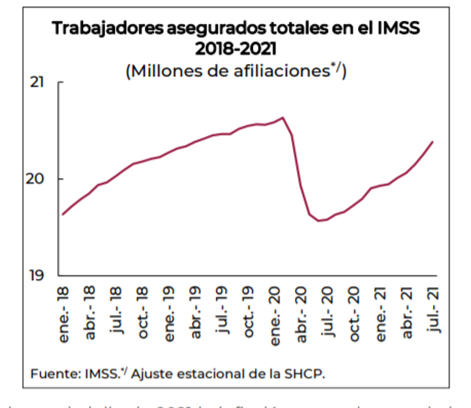 Trabajadores asegurados totales en el IMSS
2018-2021
(Millones de afiliaciones*/)
21
20
19
ene.- 18
abr.- 18
jul.- 18
oct.- 18
ene.- 19
abr.- 19
jul.- 19
oct.- 19
ene.- 20
abr.- 20
jul.- 20
oct.- 20
ene.- 21
abr.- 21
jul.- 21
Fuente: IMSS.*/ Ajuste estacional de la SHCP.